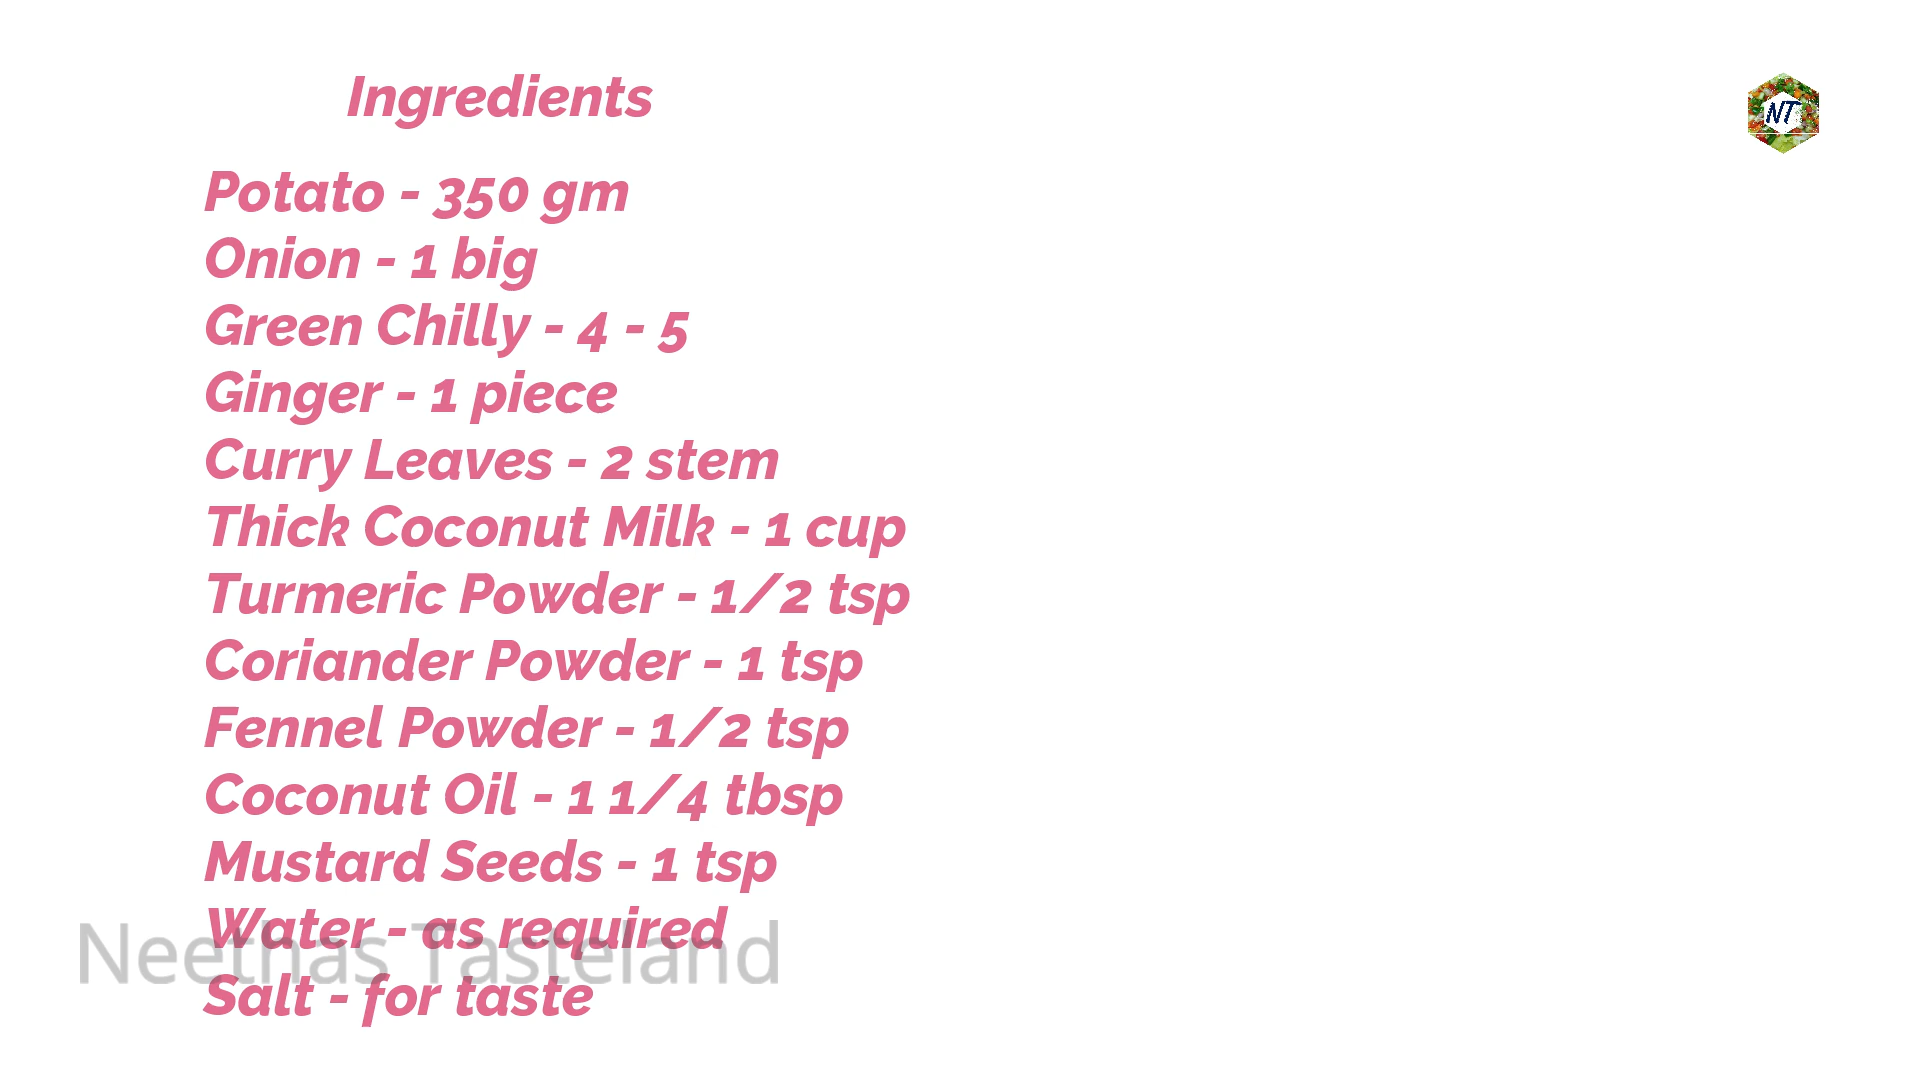 Ingredients
NT
Potato - 350 gm
Onion - 1 big
Green Chilly - 4 - 5
Ginger - 1 piece
Curry Leaves - 2 stem
Thick Coconut Milk - 1 cup
Turmeric Powder - 1/2 tsp
Coriander Powder - 1 tsp
Fennel Powder - 1/2 tsp
Coconut Oil - 1 1/4 tbsp
Mustard Seeds - 1 tsp
Water - as required
Neethas Tasteland
Salt - for taste